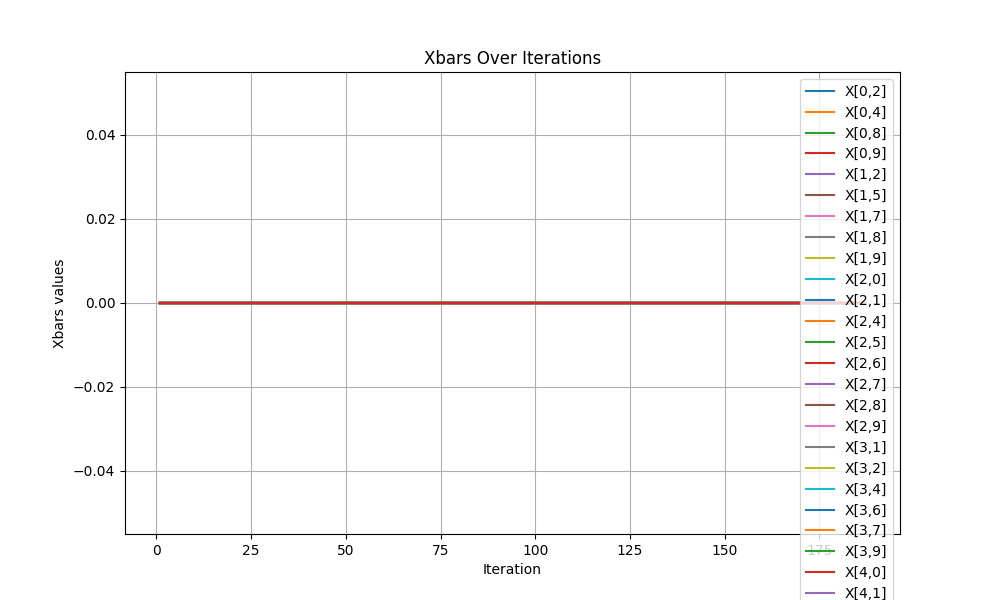 Xbars Over Iterations
Xbars values
0.04
0.02
0.00
−0.02
−0.04
0
25
50
75
100
125
150
175
Iteration
X[0,2]
X[0,4]
X[0,8]
X[0,9]
X[1,2]
X[1,5]
X[1,7]
X[1,8]
X[1,9]
X[2,0]
X[2,1]
X[2,4]
X[2,5]
X[2,6]
X[2,7]
X[2,8]
X[2,9]
X[3,1]
X[3,2]
X[3,4]
X[3,6]
X[3,7]
X[3,9]
X[4,0]
X[4,1]